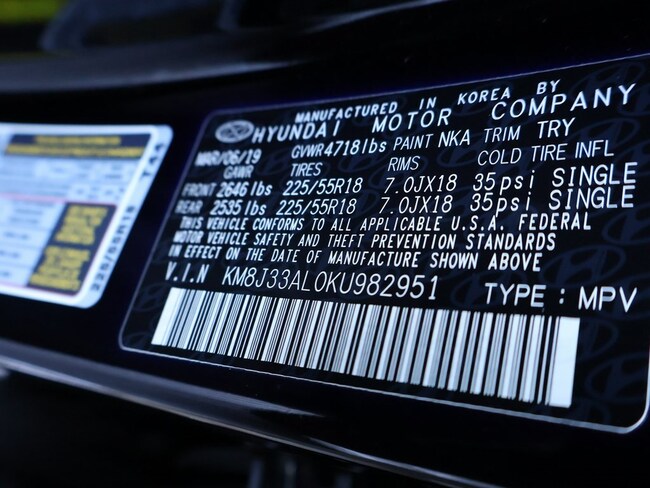 MANUFACTURED IN KOREA BY
HYUNDAI MOTOR COMPANY
MAR/06/19 GVWR4718lbs PAINT NKA TRIM TRY
GAWR TIRES RIMS COLD TIRE INFL
FRONT 2646 lbs 225/55R18 7.0JX18 35psi SINGLE
REAR 2535 lbs 225/55R18 7.0JX18 35psi SINGLE
THIS VEHICLE CONFORMS TO ALL APPLICABLE U.S.A. FEDERAL
MOTOR VEHICLE SAFETY AND THEFT PREVENTION STANDARDS
IN EFFECT ON THE DATE OF MANUFACTURE SHOWN ABOVE
V.I.N KM8J33AL0KU982951 TYPE : MPV
225/55R18